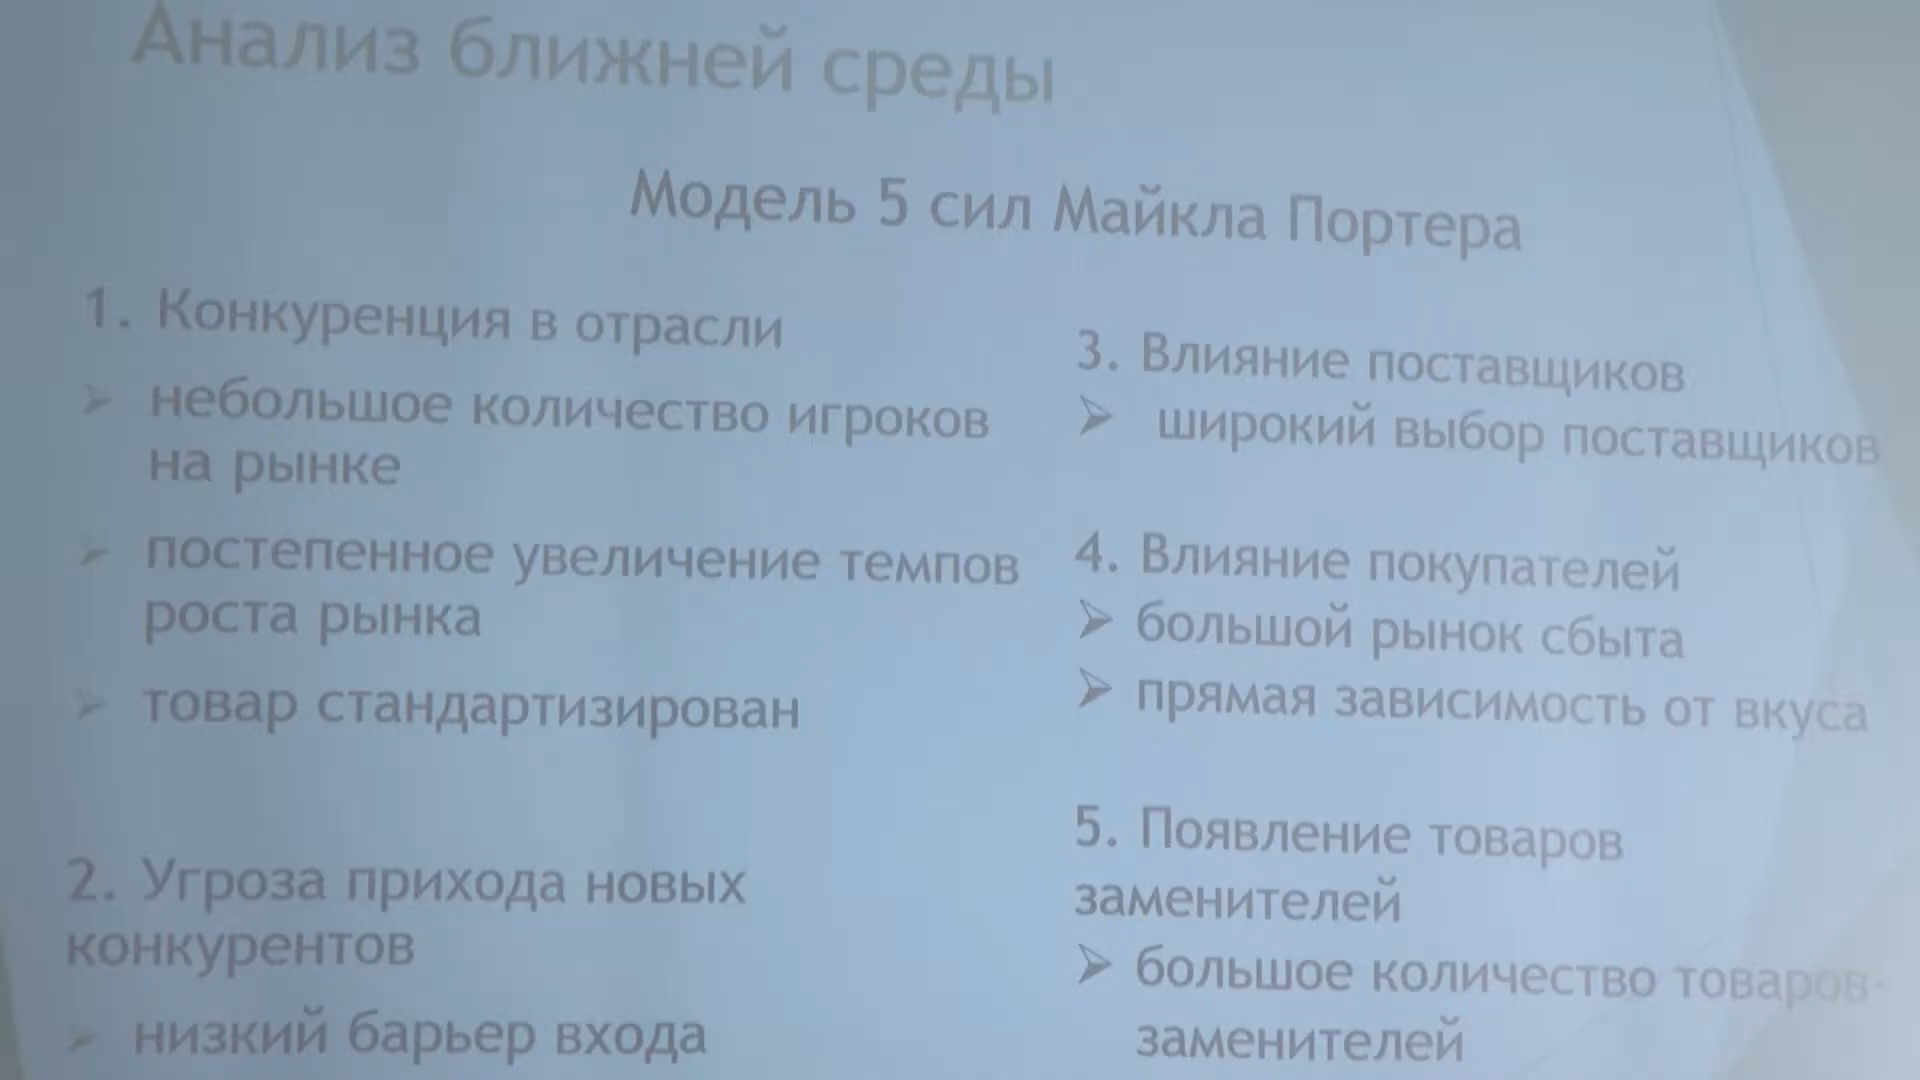 Анализ ближней среды
Модель 5 сил Майкла Портера
1. Конкуренция в отрасли
➢ небольшое количество игроков
на рынке
➢ постепенное увеличение темпов
роста рынка
➢ товар стандартизирован
2. Угроза прихода новых
конкурентов
➢ низкий барьер входа
3. Влияние поставщиков
➢ широкий выбор поставщиков
4. Влияние покупателей
➢ большой рынок сбыта
➢ прямая зависимость от вкуса
5. Появление товаров
заменителей
➢ большое количество товаров-
заменителей